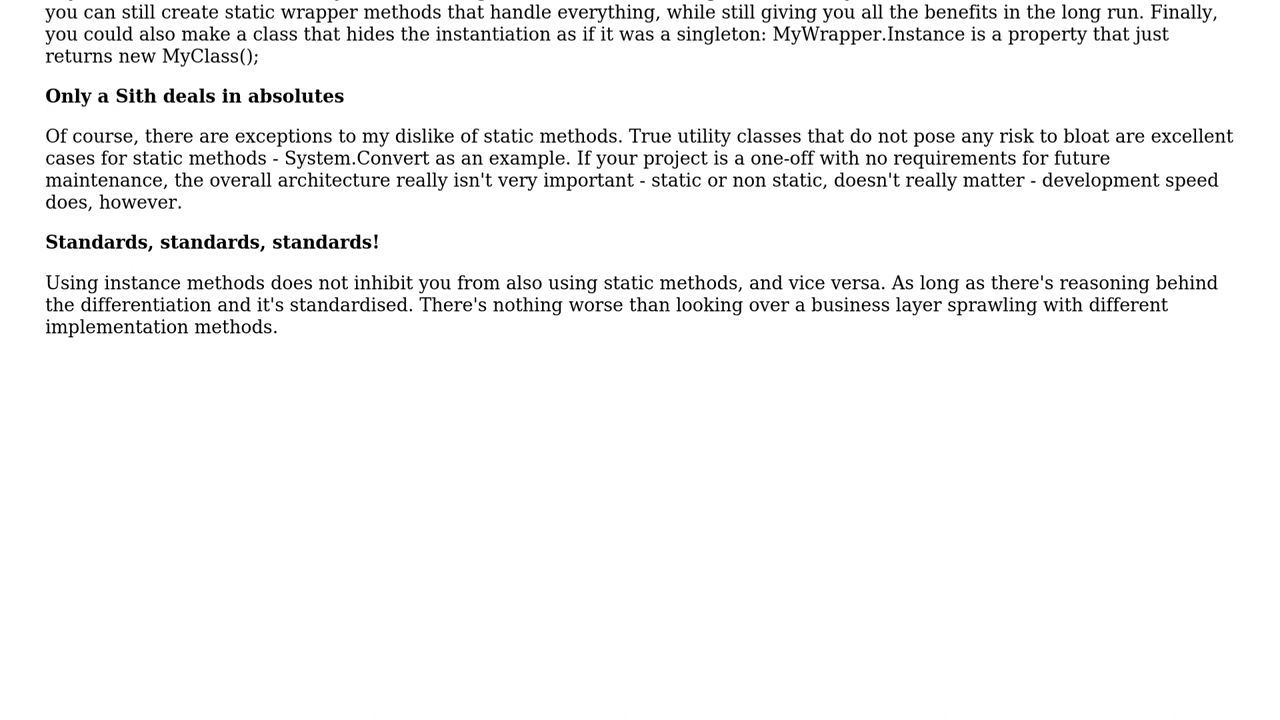 you can still create static wrapper methods that handle everything, while still giving you all the benefits in the long run. Finally,
you could also make a class that hides the instantiation as if it was a singleton: MyWrapper.Instance is a property that just
returns new MyClass();
Only a Sith deals in absolutes
Of course, there are exceptions to my dislike of static methods. True utility classes that do not pose any risk to bloat are excellent
cases for static methods - System.Convert as an example. If your project is a one-off with no requirements for future
maintenance, the overall architecture really isn't very important - static or non static, doesn't really matter - development speed
does, however.
Standards, standards, standards!
Using instance methods does not inhibit you from also using static methods, and vice versa. As long as there's reasoning behind
the differentiation and it's standardised. There's nothing worse than looking over a business layer sprawling with different
implementation methods.